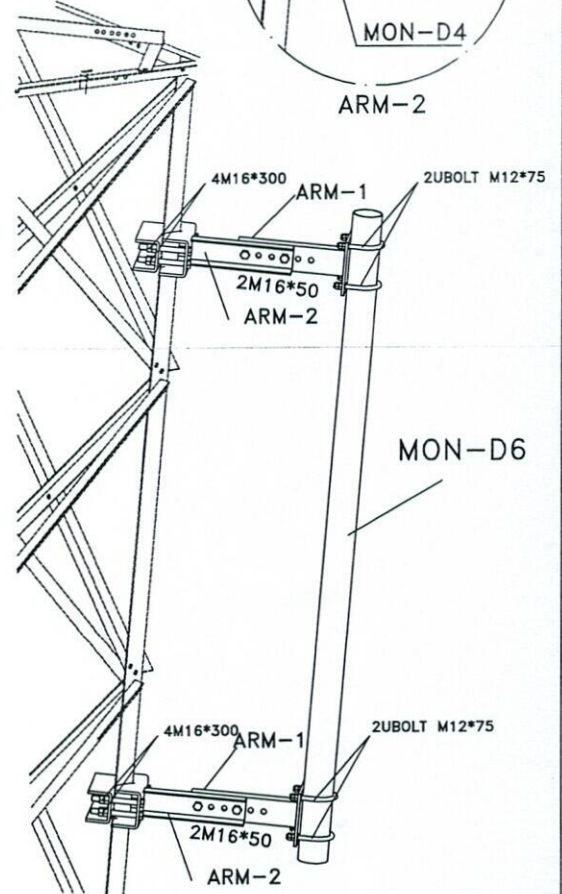 MON-D4
ARM-2
4M16*300
ARM-1
2UBOLT M12*75
2M16*50
ARM-2
MON-D6
4M16*300
ARM-1
2UBOLT M12*75
2M16*50
ARM-2